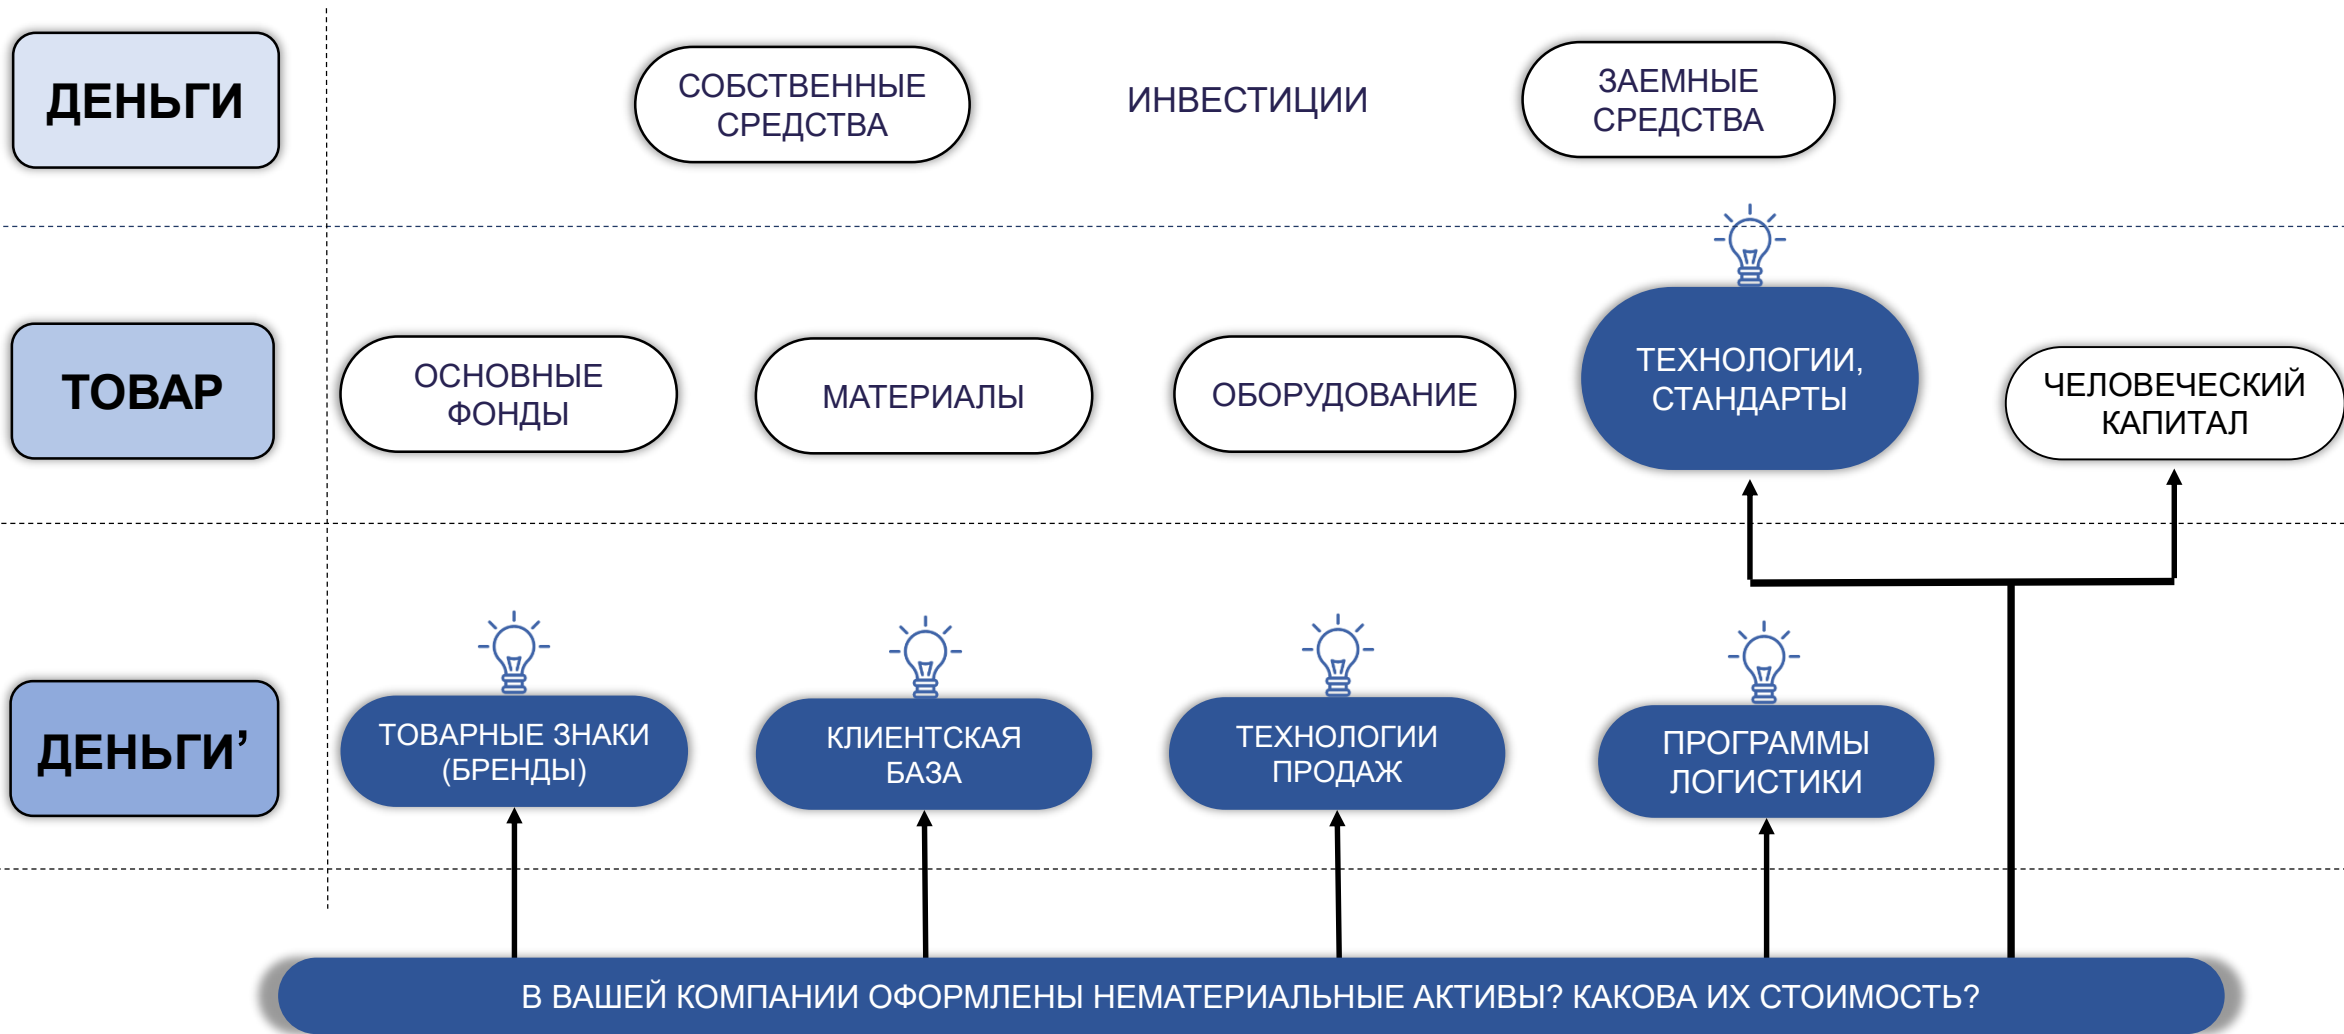 ДЕНЬГИ
СОБСТВЕННЫЕ
СРЕДСТВА
ИНВЕСТИЦИИ
ЗАЕМНЫЕ
СРЕДСТВА
ТОВАР
ОСНОВНЫЕ
ФОНДЫ
МАТЕРИАЛЫ
ОБОРУДОВАНИЕ
ТЕХНОЛОГИИ,
СТАНДАРТЫ
ЧЕЛОВЕЧЕСКИЙ
КАПИТАЛ
ДЕНЬГИ’
ТОВАРНЫЕ ЗНАКИ
(БРЕНДЫ)
КЛИЕНТСКАЯ
БАЗА
ТЕХНОЛОГИИ
ПРОДАЖ
ПРОГРАММЫ
ЛОГИСТИКИ
В ВАШЕЙ КОМПАНИИ ОФОРМЛЕНЫ НЕМАТЕРИАЛЬНЫЕ АКТИВЫ? КАКОВА ИХ СТОИМОСТЬ?